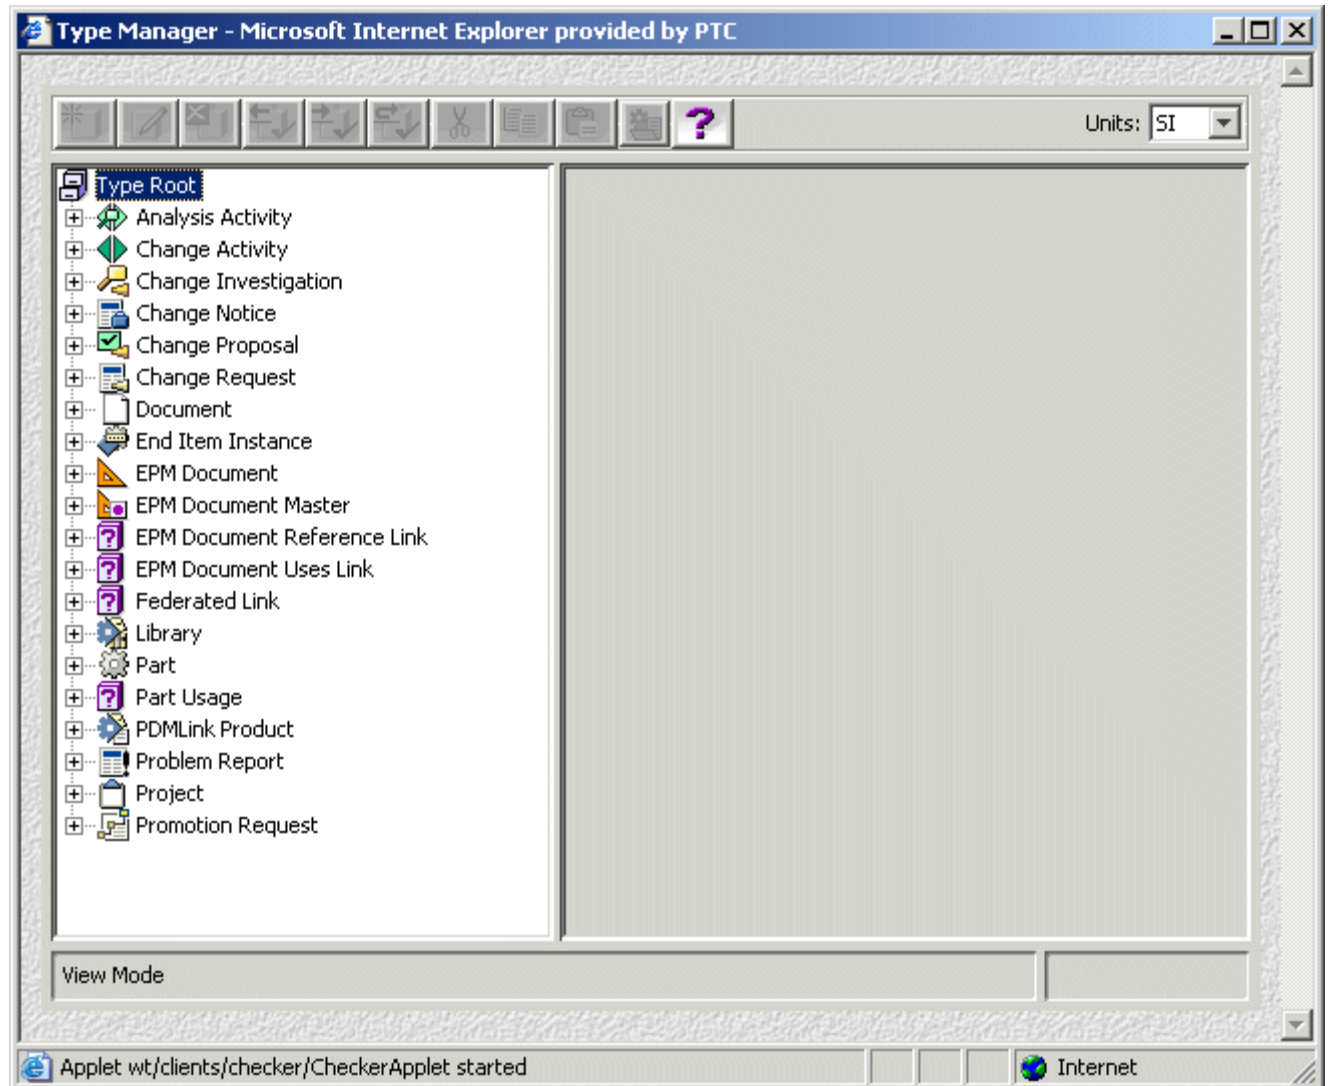 Type Manager - Microsoft Internet Explorer provided by PTC
Units: SI
Type Root
Analysis Activity
Change Activity
Change Investigation
Change Notice
Change Proposal
Change Request
Document
End Item Instance
EPM Document
EPM Document Master
EPM Document Reference Link
EPM Document Uses Link
Federated Link
Library
Part
Part Usage
PDMLink Product
Problem Report
Project
Promotion Request
View Mode
Applet wt/clients/checker/CheckerApplet started
Internet